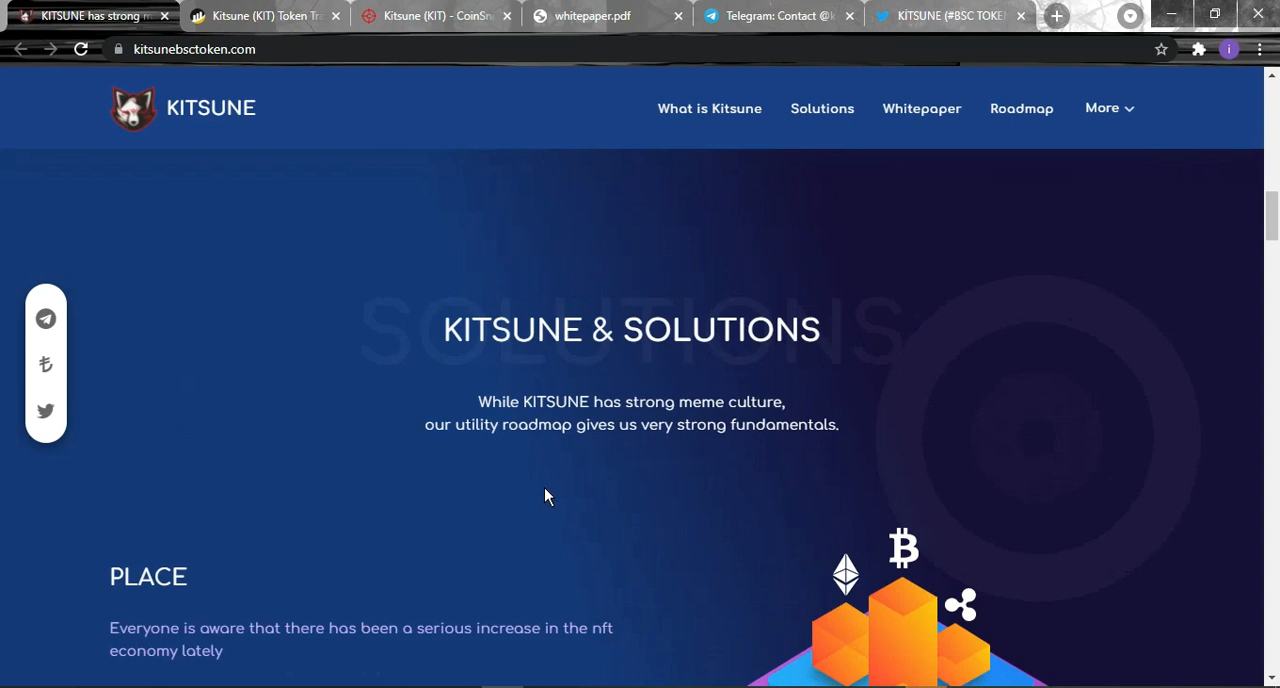 KITSUNE has strong m
Kitsune (KIT) Token Tra
Kitsune (KIT) - CoinSn
whitepaper.pdf
Telegram: Contact @k
KITSUNE (#BSC TOKEN
kitsunebsctoken.com
KITSUNE
What is Kitsune
Solutions
Whitepaper
Roadmap
More
SOLUTIONS
KITSUNE & SOLUTIONS
While KITSUNE has strong meme culture,
our utility roadmap gives us very strong fundamentals.
PLACE
Everyone is aware that there has been a serious increase in the nft
economy lately